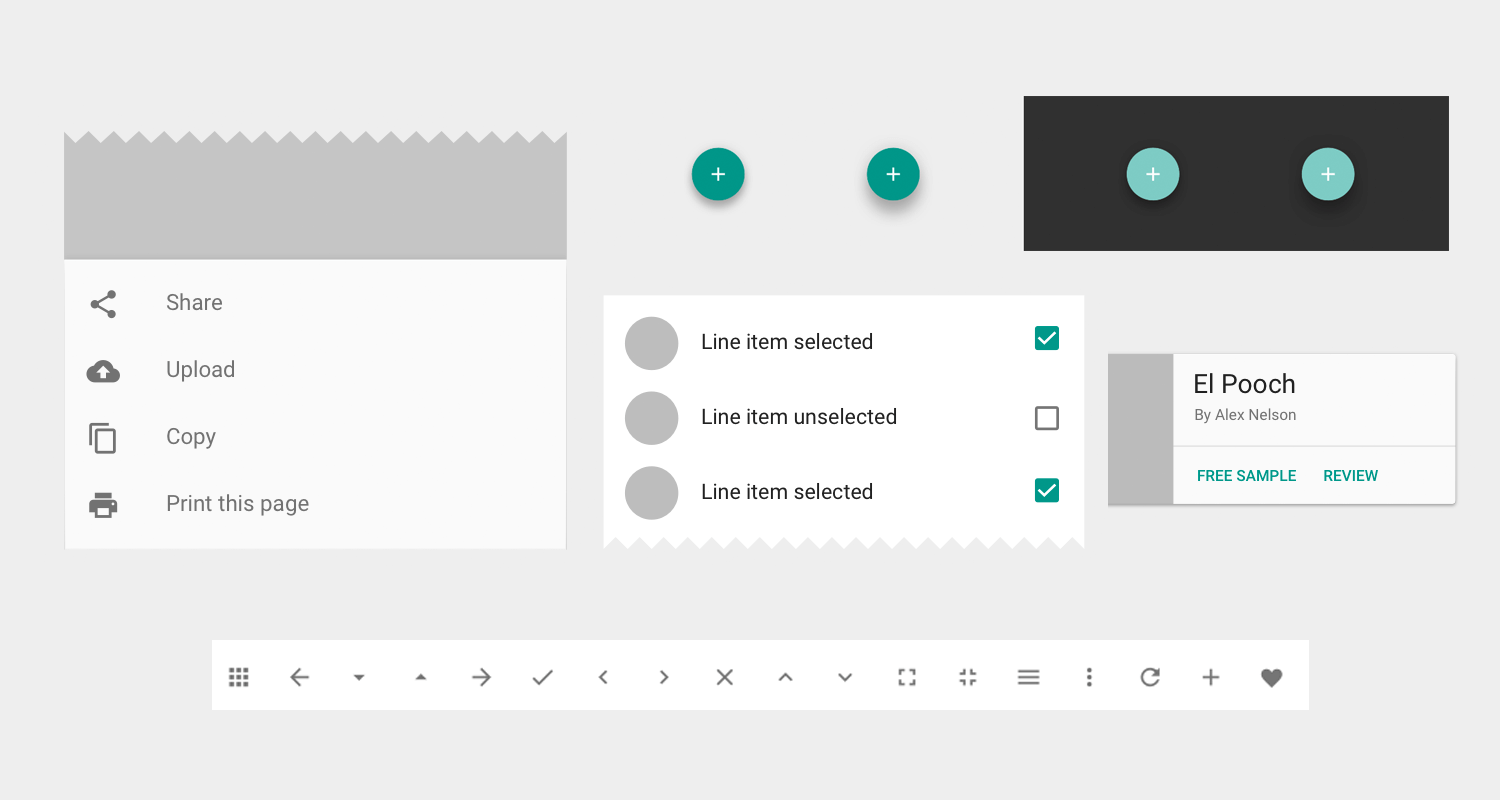 Share
Upload
Copy
Print this page
Line item selected
Line item unselected
Line item selected
El Pooch
By Alex Nelson
FREE SAMPLE REVIEW